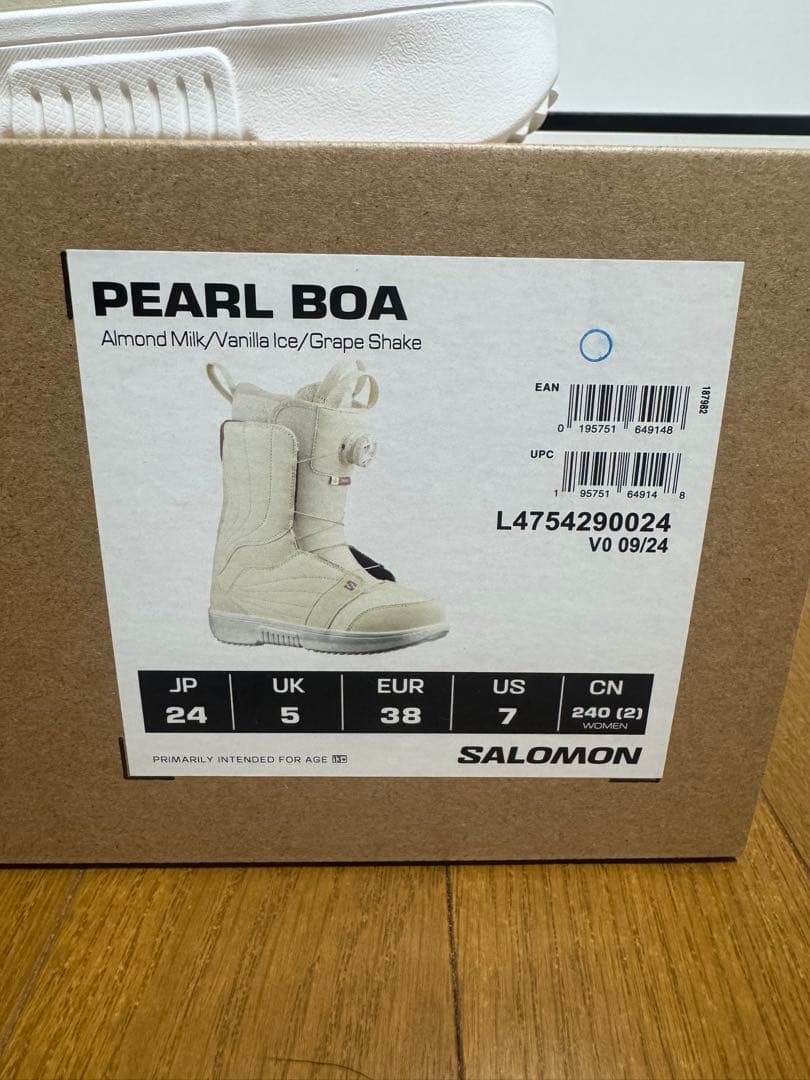 PEARL BOA
Almond Milk/Vanilla Ice/Grape Shake
EAN
0 195751 649148
187982
UPC
1 95751 64914 8
L4754290024
V0 09/24
JP UK EUR US CN
24 5 38 7 240 (2)
WOMEN
PRIMARILY INTENDED FOR AGE
SALOMON